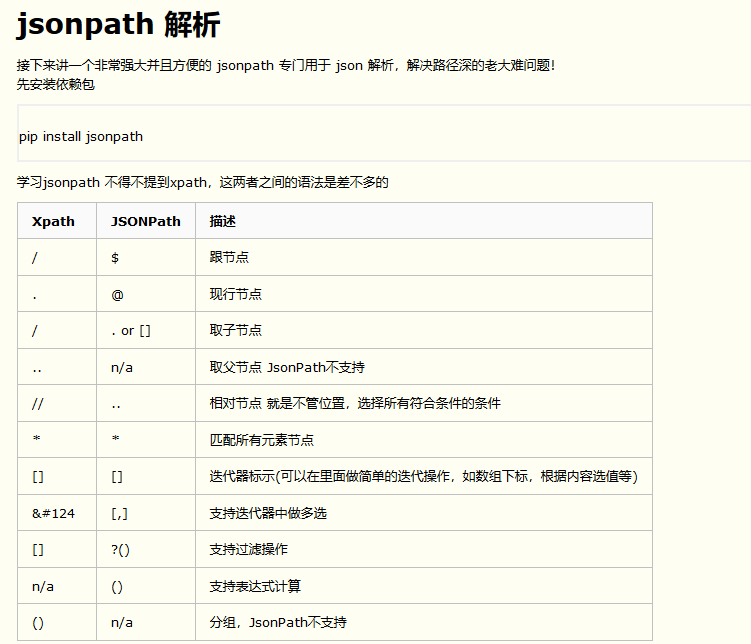 jsonpath 解析
接下来讲一个非常强大并且方便的 jsonpath 专门用于 json 解析，解决路径深的老大难问题！
先安装依赖包
pip install jsonpath
学习jsonpath 不得不提到xpath，这两者之间的语法是差不多的
Xpath JSONPath 描述
/ $ 跟节点
. @ 现行节点
/ . or [] 取子节点
.. n/a 取父节点 JsonPath不支持
// .. 相对节点 就是不管位置，选择所有符合条件的条件
* * 匹配所有元素节点
[] [] 迭代器标示(可以在里面做简单的迭代操作，如数组下标，根据内容选值等)
&#124 [,] 支持迭代器中做多选
[] ?() 支持过滤操作
n/a () 支持表达式计算
() n/a 分组，JsonPath不支持